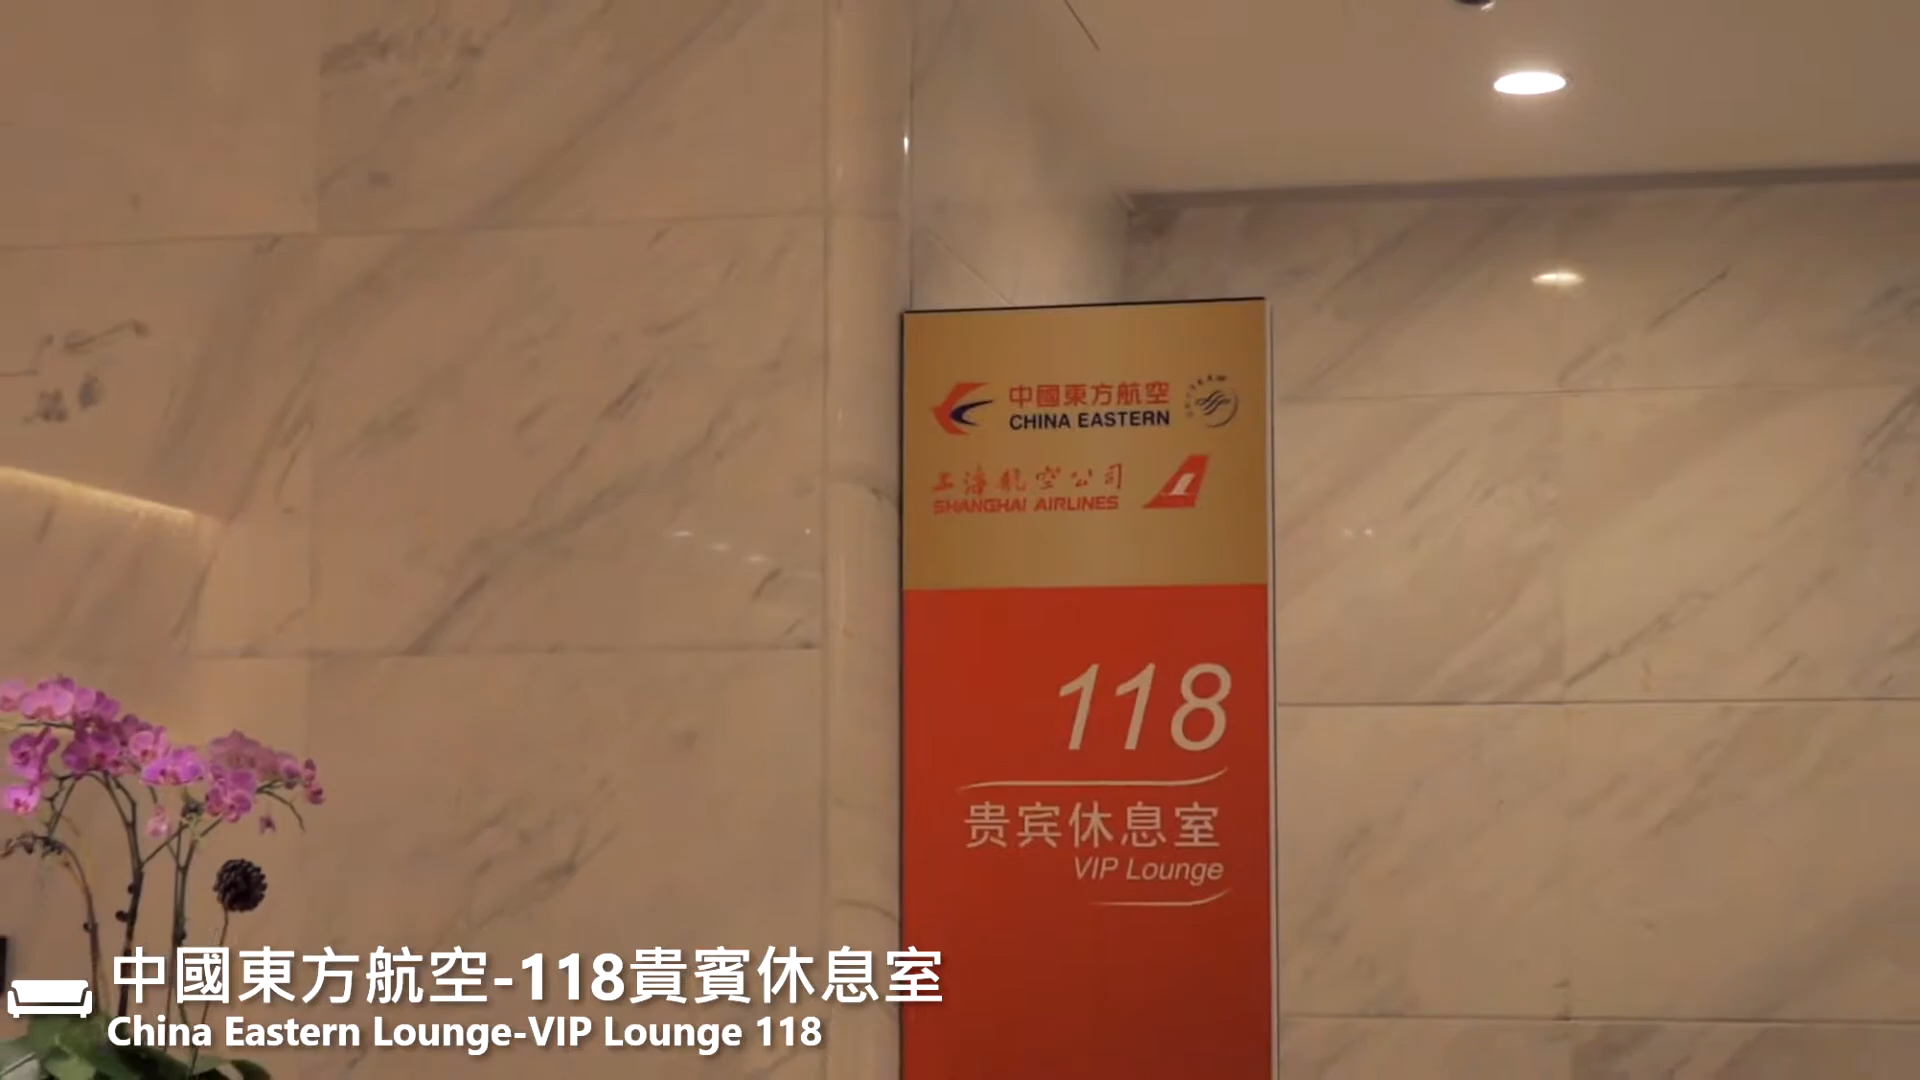 中國東方航空
CHINA EASTERN
SKYTEAM
上海航空公司
SHANGHAI AIRLINES
118
贵宾休息室
VIP Lounge
中國東方航空-118貴賓休息室
China Eastern Lounge-VIP Lounge 118